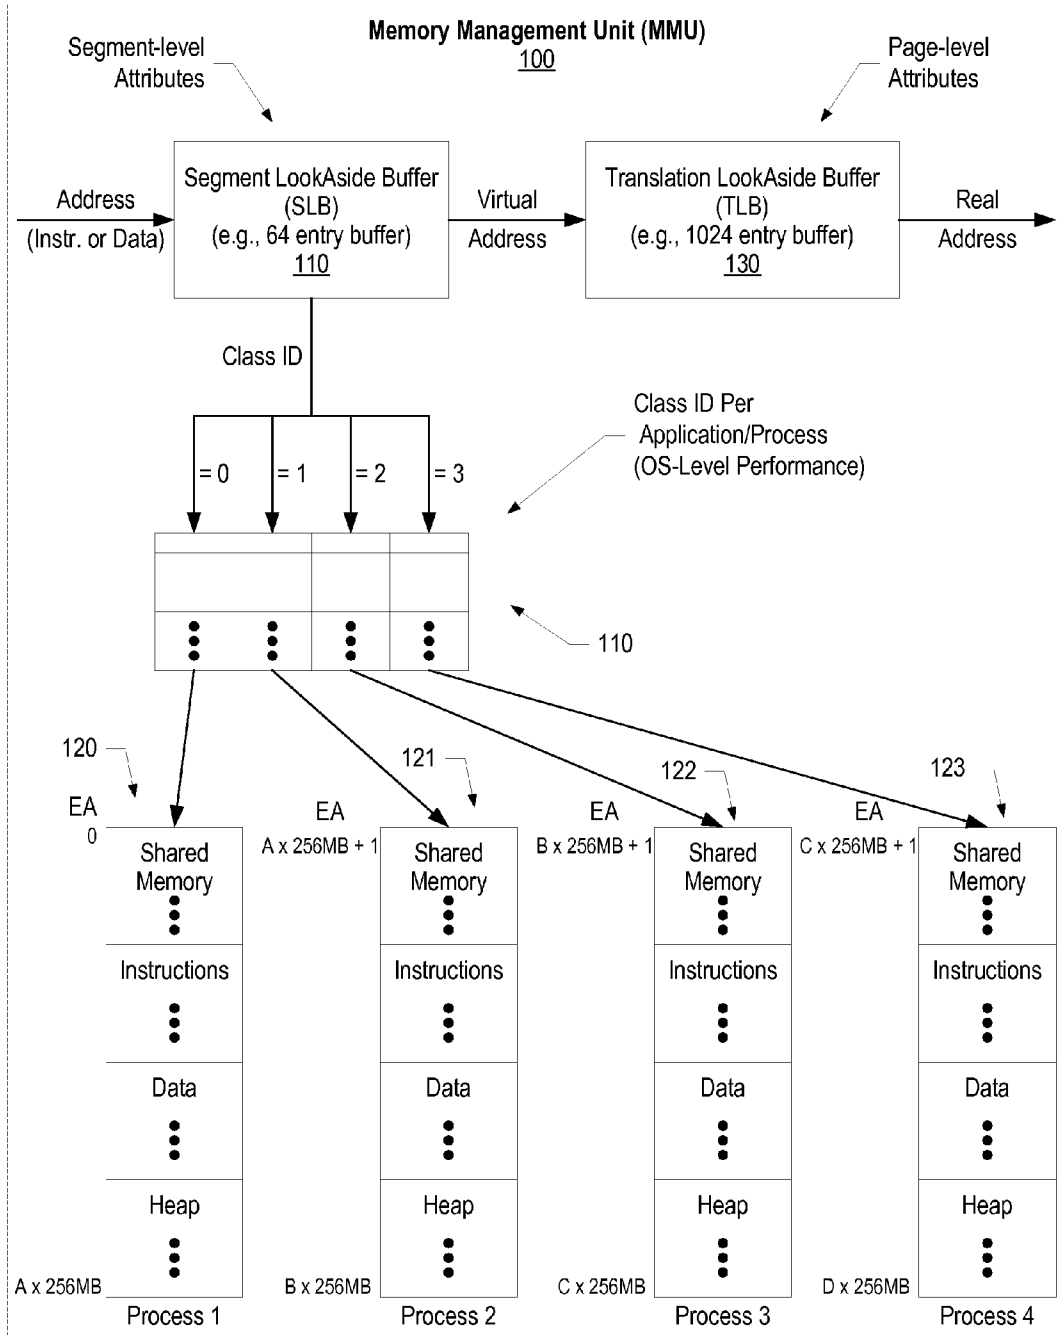 Memory Management Unit (MMU)
100
Segment-level
Attributes
Page-level
Attributes
Address
(Instr. or Data)
Segment LookAside Buffer
(SLB)
(e.g., 64 entry buffer)
110
Virtual
Address
Translation LookAside Buffer
(TLB)
(e.g., 1024 entry buffer)
130
Real
Address
Class ID
Class ID Per
Application/Process
(OS-Level Performance)
= 0
= 1
= 2
= 3
110
120
121
122
123
EA
0
EA
A x 256MB + 1
EA
B x 256MB + 1
EA
C x 256MB + 1
Shared
Memory
Instructions
Data
Heap
A x 256MB
Process 1
Shared
Memory
Instructions
Data
Heap
B x 256MB
Process 2
Shared
Memory
Instructions
Data
Heap
C x 256MB
Process 3
Shared
Memory
Instructions
Data
Heap
D x 256MB
Process 4